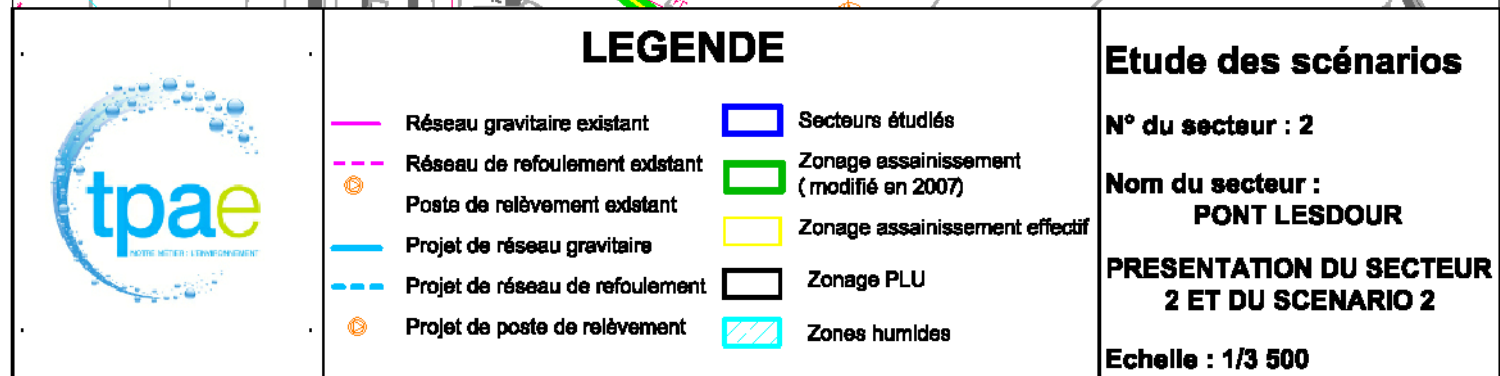 tpae
NOTRE METIER : L'ENVIRONNEMENT
LEGENDE
Réseau gravitaire existant
Réseau de refoulement existant
Poste de relèvement existant
Projet de réseau gravitaire
Projet de réseau de refoulement
Projet de poste de relèvement
Secteurs étudiés
Zonage assainissement
( modifié en 2007)
Zonage assainissement effectif
Zonage PLU
Zones humides
Etude des scénarios
N° du secteur : 2
Nom du secteur :
PONT LESDOUR
PRESENTATION DU SECTEUR
2 ET DU SCENARIO 2
Echelle : 1/3 500